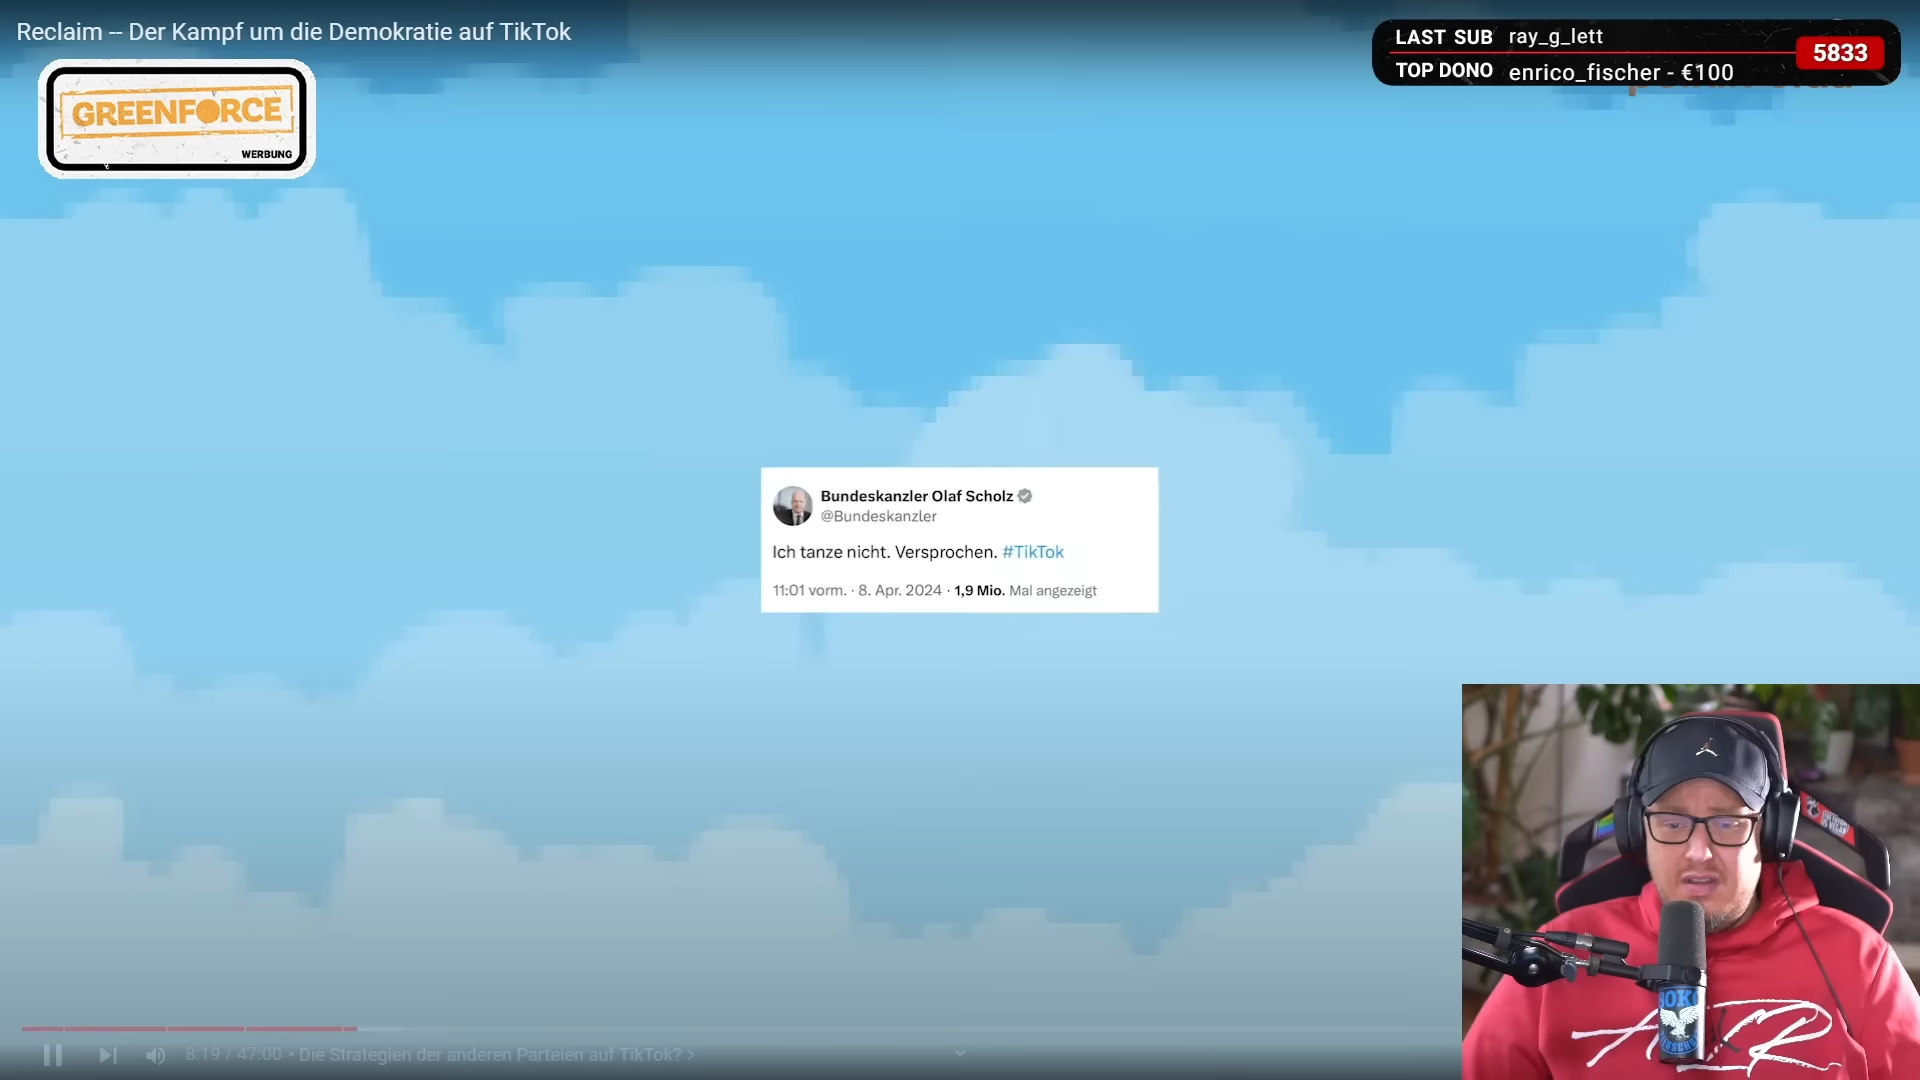 Reclaim -- Der Kampf um die Demokratie auf TikTok
GREENFORCE
WERBUNG
LAST SUB ray_g_lett
5833
TOP DONO enrico_fischer - €100
Bundeskanzler Olaf Scholz
@Bundeskanzler
Ich tanze nicht. Versprochen. #TikTok
11:01 vorm. · 8. Apr. 2024 · 1,9 Mio. Mal angezeigt
8:19 / 47:00 • Die Strategien der anderen Parteien auf TikTok? ›